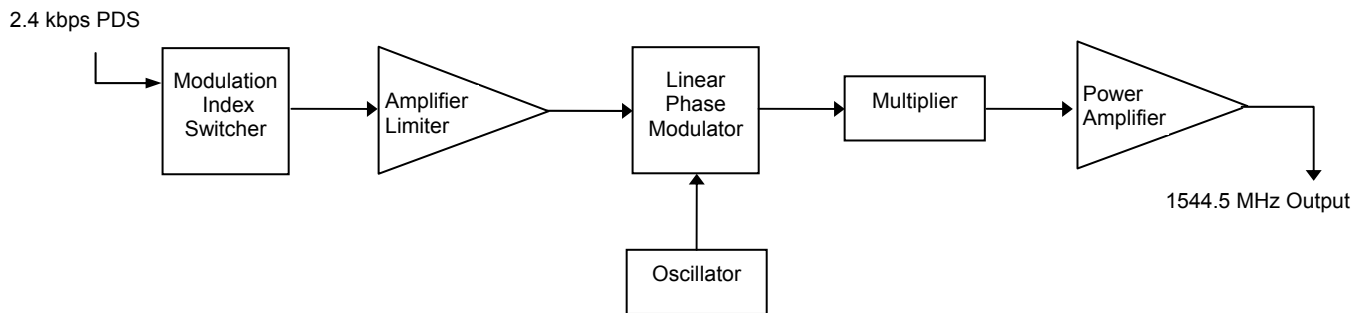 2.4 kbps PDS
Modulation
Index
Switcher
Amplifier
Limiter
Linear
Phase
Modulator
Multiplier
Power
Amplifier
1544.5 MHz Output
Oscillator